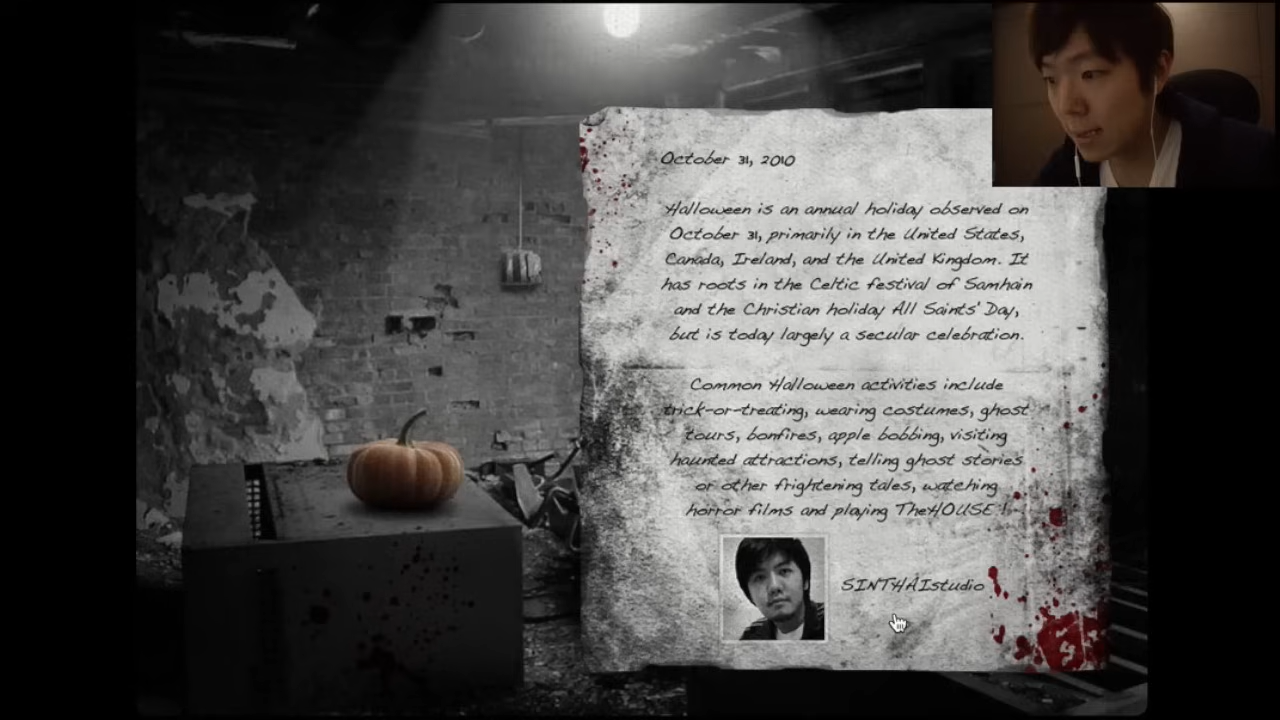 October 31, 2010
Halloween is an annual holiday observed on
October 31, primarily in the United States,
Canada, Ireland, and the United Kingdom. It
has roots in the Celtic festival of Samhain
and the Christian holiday All Saints' Day,
but is today largely a secular celebration.
Common Halloween activities include
trick-or-treating, wearing costumes, ghost
tours, bonfires, apple bobbing, visiting
haunted attractions, telling ghost stories
or other frightening tales, watching
horror films and playing TheHOUSE !
SINTHAIstudio